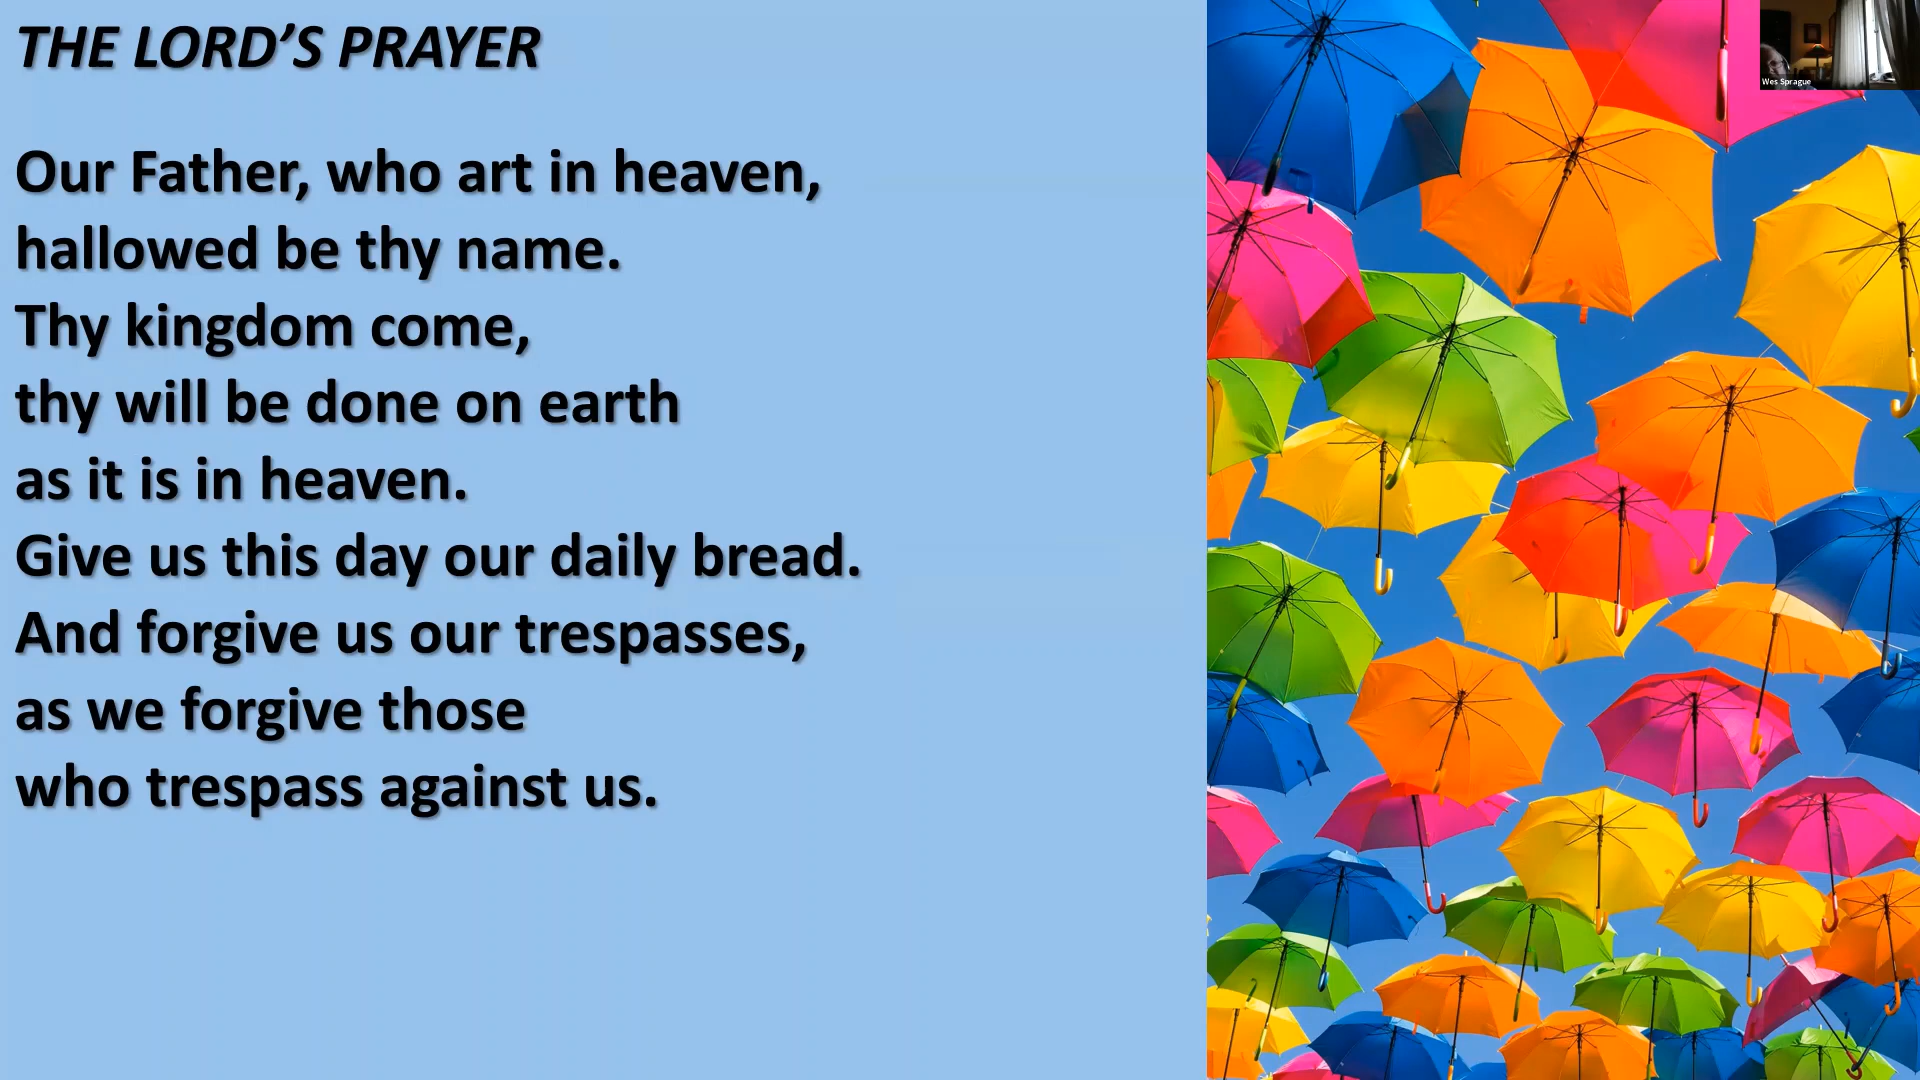 THE LORD’S PRAYER
Our Father, who art in heaven,
hallowed be thy name.
Thy kingdom come,
thy will be done on earth
as it is in heaven.
Give us this day our daily bread.
And forgive us our trespasses,
as we forgive those
who trespass against us.
Wes Sprague